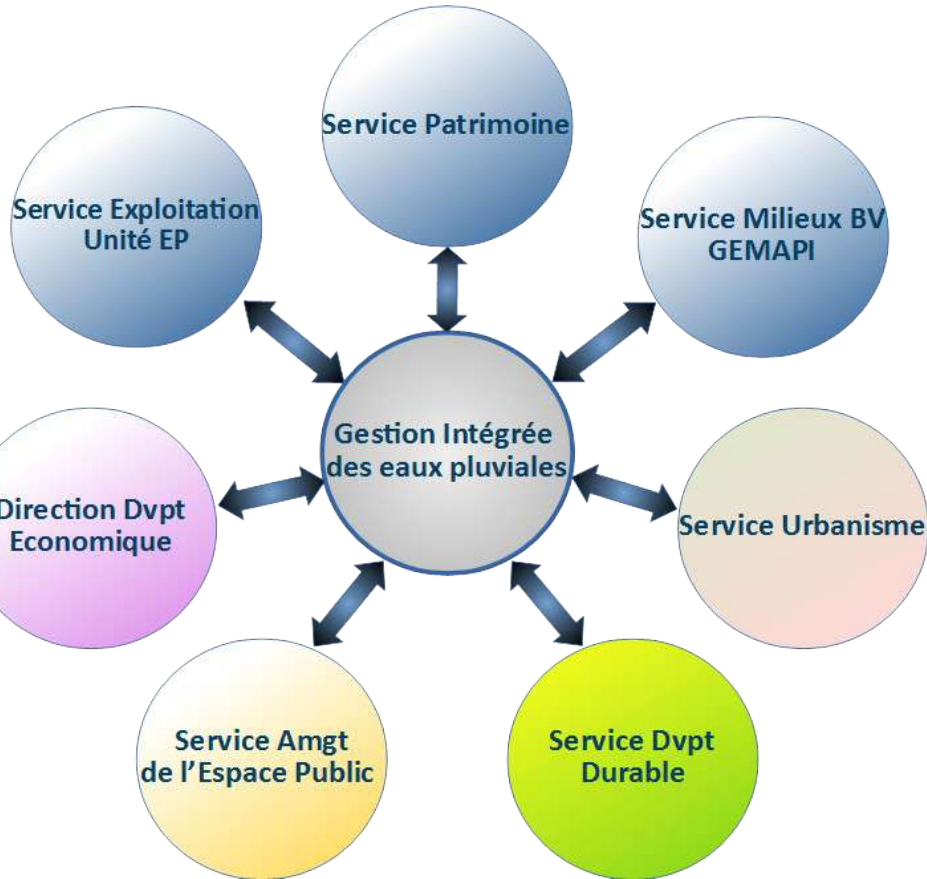 Service Patrimoine
Service Exploitation
Unité EP
Service Milieux BV
GEMAPI
Gestion Intégrée
des eaux pluviales
Direction Dvpt
Economique
Service Urbanisme
Service Amgt
de l’Espace Public
Service Dvpt
Durable